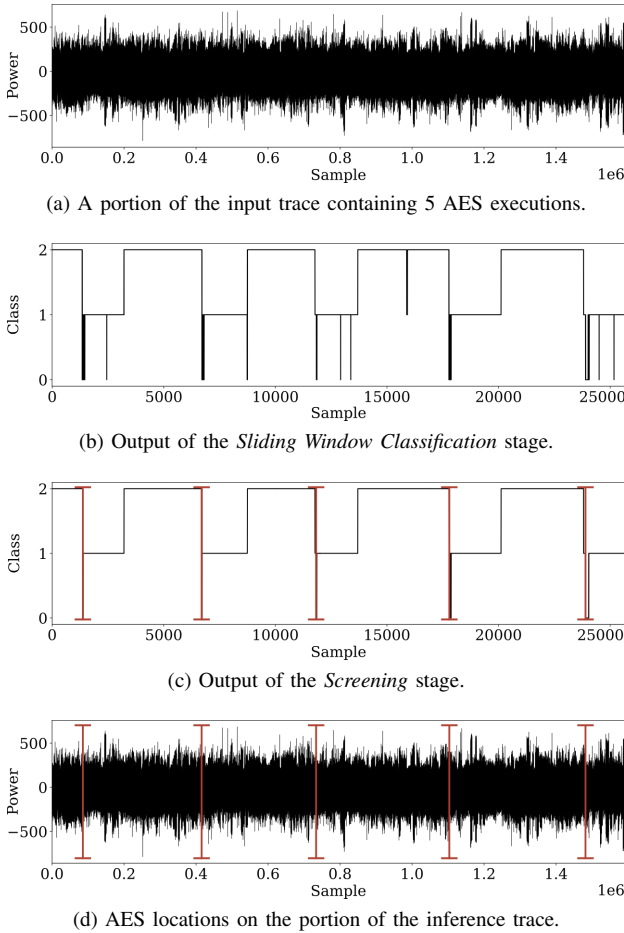 500
0
−500
Power
0.0 0.2 0.4 0.6 0.8 1.0 1.2 1.4 1.6
Sample
1e6
(a) A portion of the input trace containing 5 AES executions.
2
1
0
Class
0 5000 10000 15000 20000 25000
Sample
(b) Output of the Sliding Window Classification stage.
2
1
0
Class
0 5000 10000 15000 20000 25000
Sample
(c) Output of the Screening stage.
500
0
−500
Power
0.0 0.2 0.4 0.6 0.8 1.0 1.2 1.4 1.6
Sample
1e6
(d) AES locations on the portion of the inference trace.